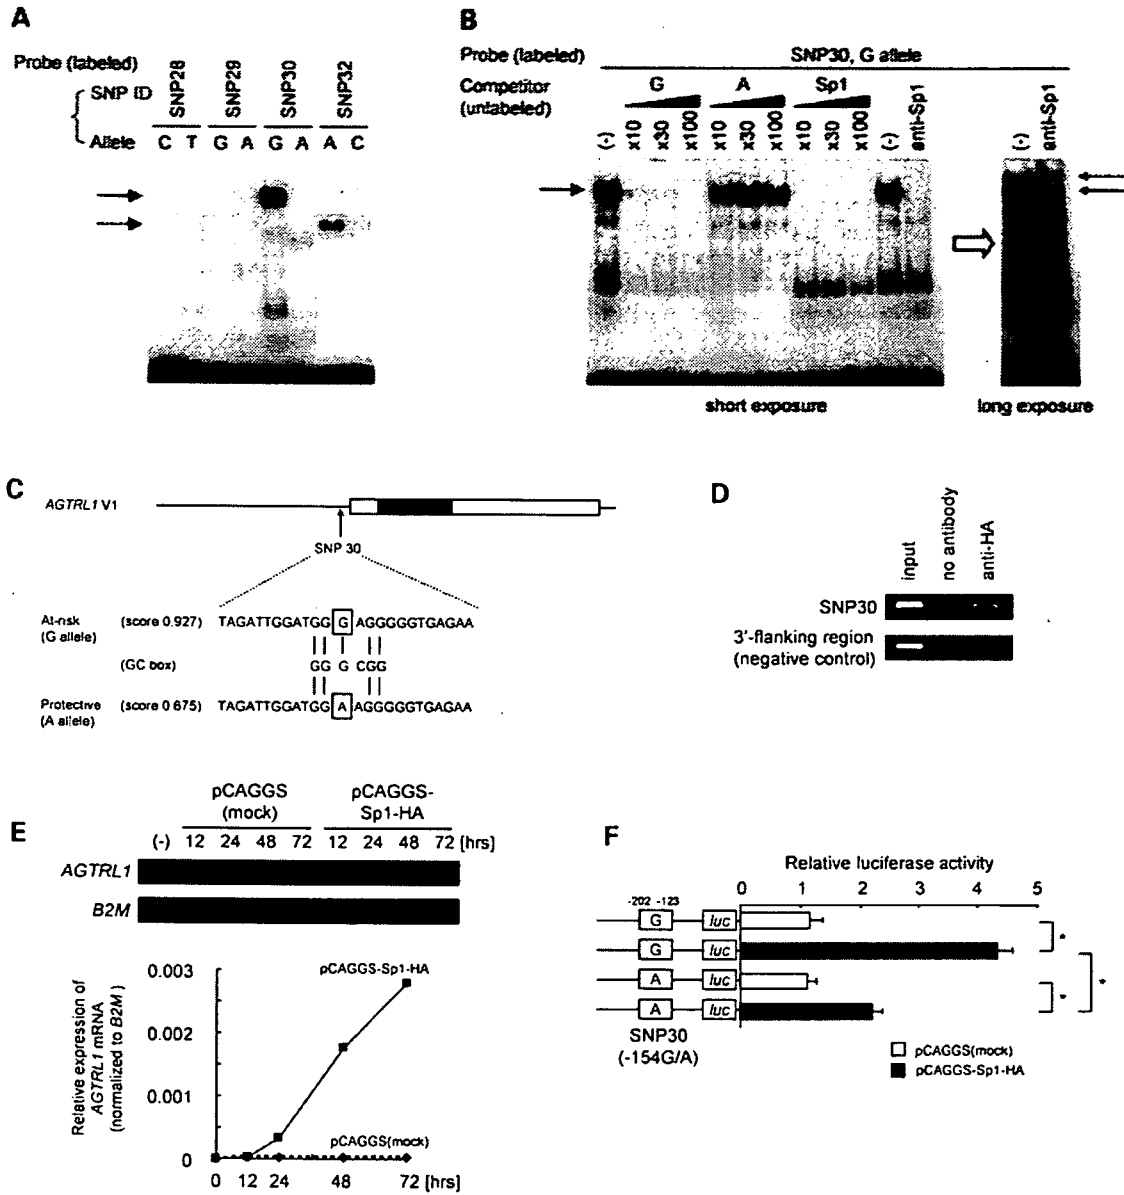 A
Probe (labeled)
SNP ID
SNP28
SNP29
SNP30
SNP32
Allele
C T G A G A A C
B
Probe (labeled)
SNP30, G allele
Competitor
(unlabeled)
G
A
Sp1
(-)
x10
x30
x100
x10
x30
x100
x10
x30
x100
(-)
anti-Sp1
(-)
anti-Sp1
short exposure
long exposure
C
AGTRL1 V1
SNP 30
At-risk
(G allele)
(score 0.927)
TAGATTGGATGG G AGGGGGTGAGAA
(GC box)
GG G CGG
Protective
(A allele)
(score 0.675)
TAGATTGGATGG A AGGGGGTGAGAA
D
input
no antibody
anti-HA
SNP30
3'-flanking region
(negative control)
E
pCAGGS
(mock)
pCAGGS-
Sp1-HA
(-) 12 24 48 72 12 24 48 72 [hrs]
AGTRL1
B2M
Relative expression of
AGTRL1 mRNA
(normalized to B2M )
0.003
0.002
0.001
0
pCAGGS-Sp1-HA
pCAGGS(mock)
0 12 24 48 72 [hrs]
F
Relative luciferase activity
0 1 2 3 4 5
-202 -123
G luc
G luc
A luc
A luc
*
*
*
SNP30
(-154G/A)
pCAGGS(mock)
pCAGGS-Sp1-HA